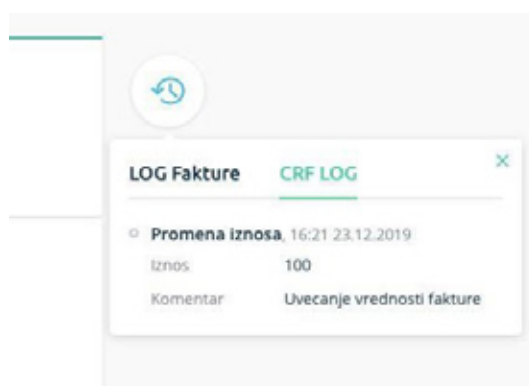 LOG Fakture CRF LOG
Promena iznosa, 16:21 23.12.2019
Iznos 100
Komentar Uvecanje vrednosti fakture